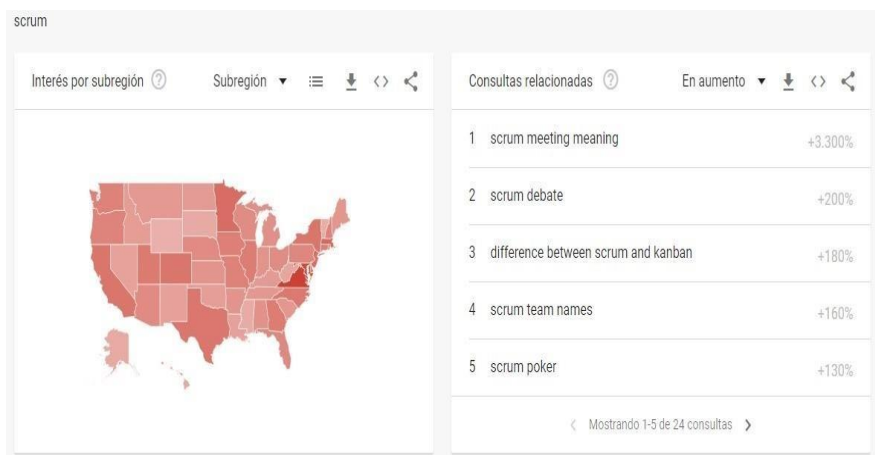 scrum
Interés por subregión
Subregión
Consultas relacionadas
En aumento
1 scrum meeting meaning +3.300%
2 scrum debate +200%
3 difference between scrum and kanban +180%
4 scrum team names +160%
5 scrum poker +130%
Mostrando 1-5 de 24 consultas